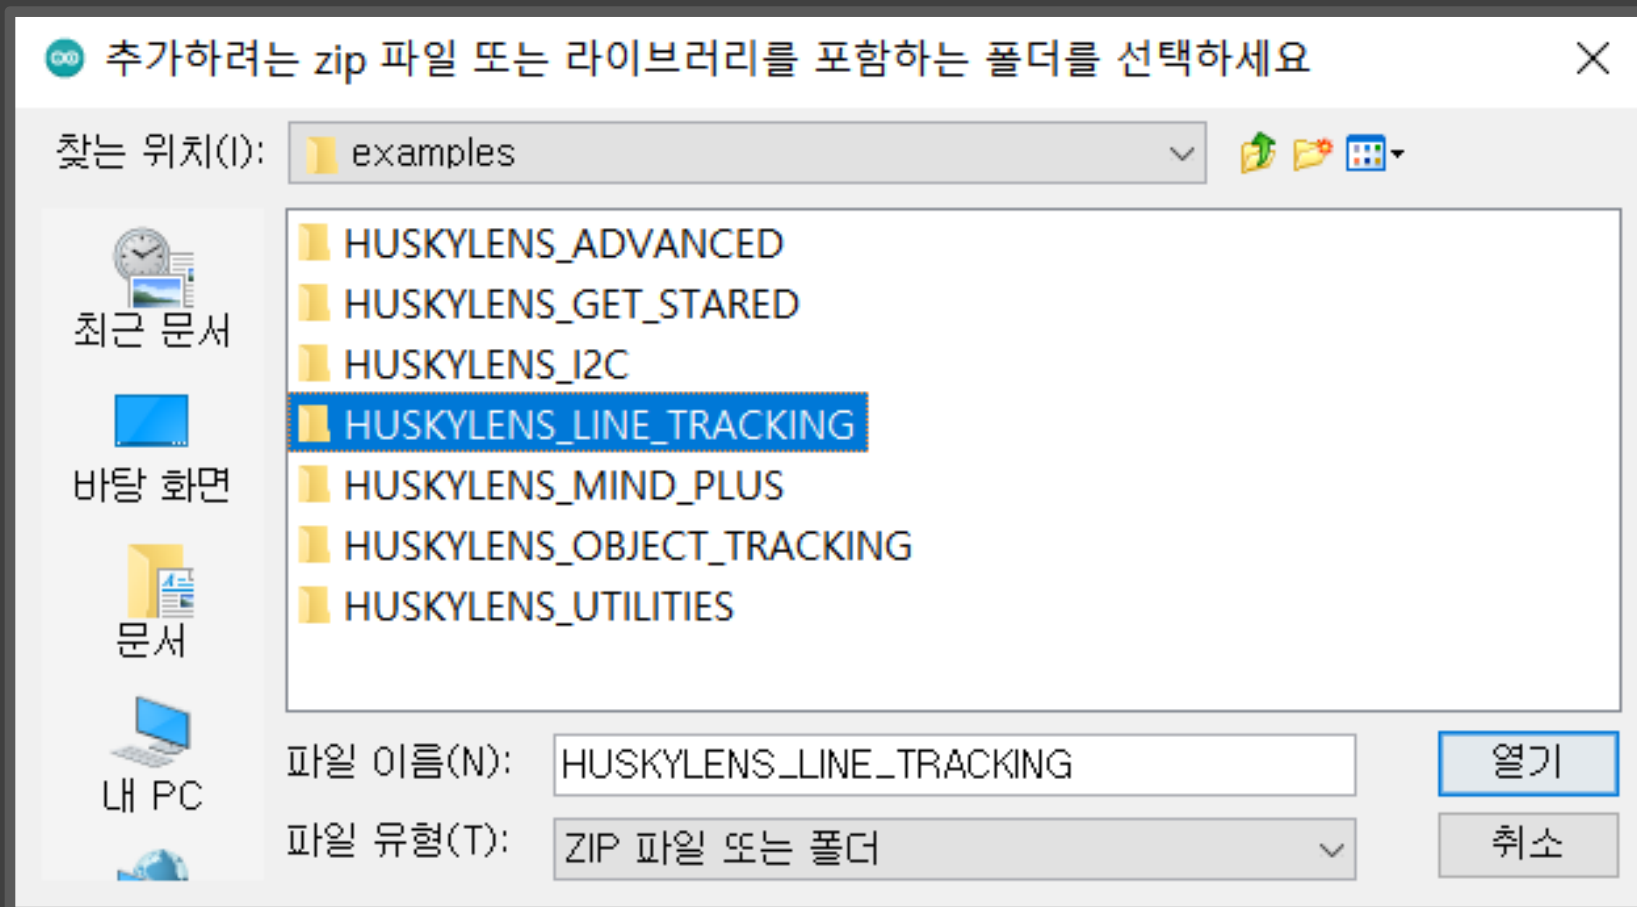 추가하려는 zip 파일 또는 라이브러리를 포함하는 폴더를 선택하세요
찾는 위치(I): examples
HUSKYLENS_ADVANCED
HUSKYLENS_GET_STARED
HUSKYLENS_I2C
HUSKYLENS_LINE_TRACKING
HUSKYLENS_MIND_PLUS
HUSKYLENS_OBJECT_TRACKING
HUSKYLENS_UTILITIES
최근 문서
바탕 화면
문서
내 PC
파일 이름(N): HUSKYLENS_LINE_TRACKING 열기
파일 유형(T): ZIP 파일 또는 폴더 취소